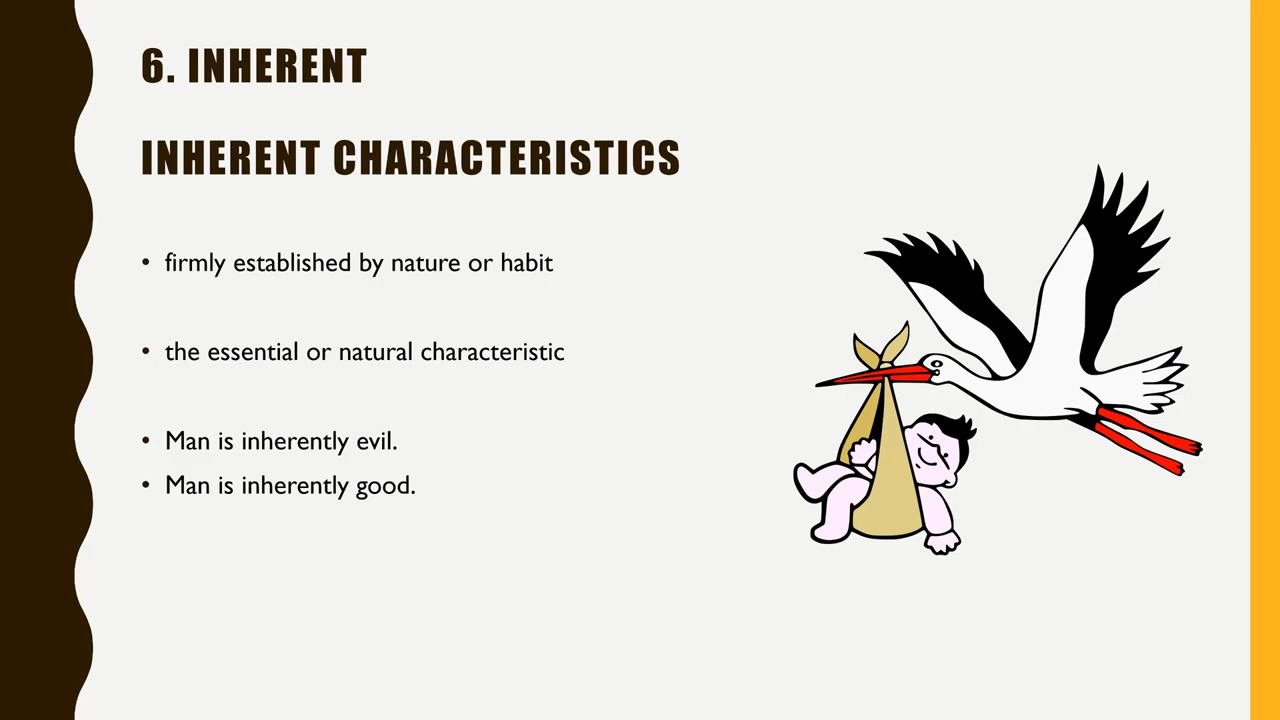 6. INHERENT
INHERENT CHARACTERISTICS
• firmly established by nature or habit
• the essential or natural characteristic
• Man is inherently evil.
• Man is inherently good.